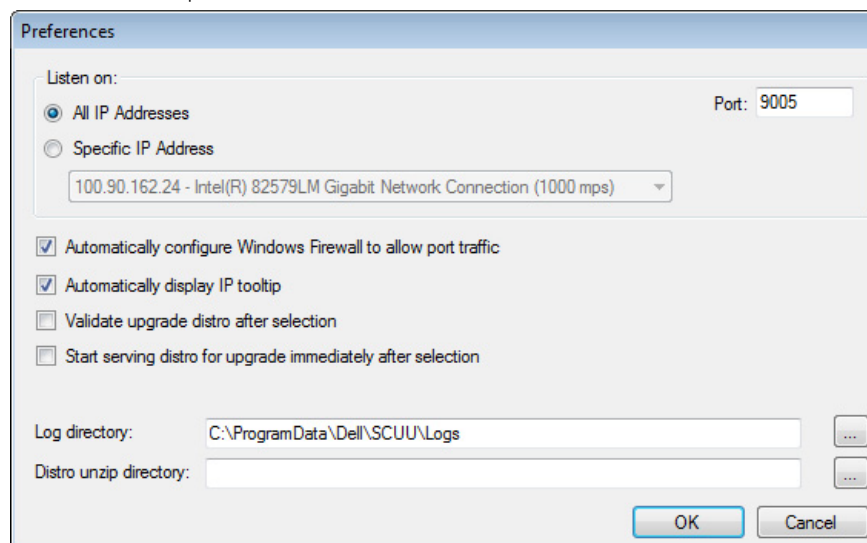 Preferences
Listen on:
All IP Addresses
Port: 9005
Specific IP Address
100.90.162.24 - Intel(R) 82579LM Gigabit Network Connection (1000 mps)
Automatically configure Windows Firewall to allow port traffic
Automatically display IP tooltip
Validate upgrade distro after selection
Start serving distro for upgrade immediately after selection
Log directory: C:\ProgramData\Dell\SCUU\Logs ...
Distro unzip directory: ...
OK Cancel